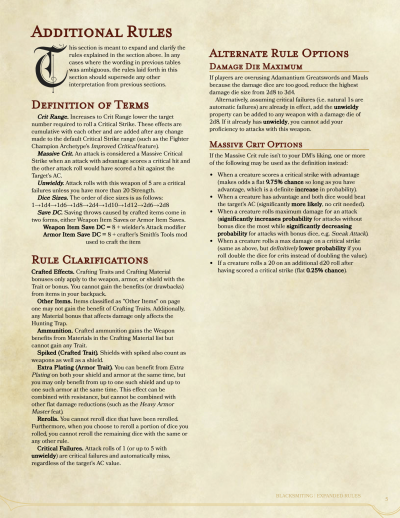 Additional Rules
This section is meant to expand and clarify the
rules explained in the section above. In any
cases where the wording in previous tables
was ambiguous, the rules laid forth in this
section should supersede any other
interpretation from previous sections.
Definition of Terms
Crit Range. Increases to Crit Range lower the target
number required to roll a Critical Strike. These effects are
cumulative with each other and are added after any change
made to the default Critical Strike range (such as the Fighter
Champion Archetype's Improved Critical feature).
Massive Crit. An attack is considered a Massive Critical
Strike when an attack with advantage scores a critical hit and
the other attack roll would have scored a hit against the
Target's AC.
Unwieldy. Attack rolls with this weapon of 5 are a critical
failures unless you have more than 20 Strength.
Dice Sizes. The order of dice sizes is as follows:
1→1d4→1d6→1d8→2d4→1d10→1d12→2d6→2d8
Save DC. Saving throws caused by crafted items come in
two forms, either Weapon Item Saves or Armor Item Saves.
Weapon Item Save DC = 8 + wielder's Attack modifier
Armor Item Save DC = 8 + crafter's Smith's Tools mod
used to craft the item
Rule Clarifications
Crafted Effects. Crafting Traits and Crafting Material
bonuses only apply to the weapon, armor, or shield with the
Trait or bonus. You cannot gain the benefits (or drawbacks)
from items in your backpack.
Other Items. Items classified as "Other Items" on page
one may not gain the benefit of Crafting Traits. Additionally,
any Material bonus that affects damage only affects the
Hunting Trap.
Ammunition. Crafted ammunition gains the Weapon
benefits from Materials in the Crafting Material list but
cannot gain any Trait.
Spiked (Crafted Trait). Shields with spiked also count as
weapons as well as a shield.
Extra Plating (Armor Trait). You can benefit from Extra
Plating on both your shield and armor at the same time, but
you may only benefit from up to one such shield and up to
one such armor at the same time. This effect can be
combined with resistance, but cannot be combined with
other flat damage reductions (such as the Heavy Armor
Master feat).
Rerolls. You cannot reroll dice that have been rerolled.
Furthermore, when you choose to reroll a portion of dice you
rolled, you cannot reroll the remaining dice with the same or
any other rule.
Critical Failures. Attack rolls of 1 (or up to 5 with
unwieldy) are critical failures and automatically miss,
regardless of the target's AC value.
Alternate Rule Options
Damage Die Maximum
If players are overusing Adamantium Greatswords and Mauls
because the damage dice are too good, reduce the highest
damage die size from 2d8 to 3d4.
Alternatively, assuming critical failures (i.e. natural 1s are
automatic failures) are already in effect, add the unwieldy
property can be added to any weapon with a damage die of
2d8. If it already has unwieldy, you cannot add your
proficiency to attacks with this weapon.
Massive Crit Options
If the Massive Crit rule isn't to your DM's liking, one or more
of the following may be used as the definition instead:
• When a creature scores a critical strike with advantage
(makes odds a flat 9.75% chance so long as you have
advantage, which is a definite increase in probability).
• When a creature has advantage and both dice would beat
the target's AC (significantly more likely, no crit needed).
• When a creature rolls maximum damage for an attack
(significantly increases probability for attacks without
bonus dice the most while significantly decreasing
probability for attacks with bonus dice, e.g. Sneak Attack).
• When a creature rolls a max damage on a critical strike
(same as above, but definitively lower probability if you
roll double the dice for crits instead of doubling the value).
• If a creature rolls a 20 on an additional d20 roll after
having scored a critical strike (flat 0.25% chance).
BLACKSMITHING · EXPANDED RULES
7